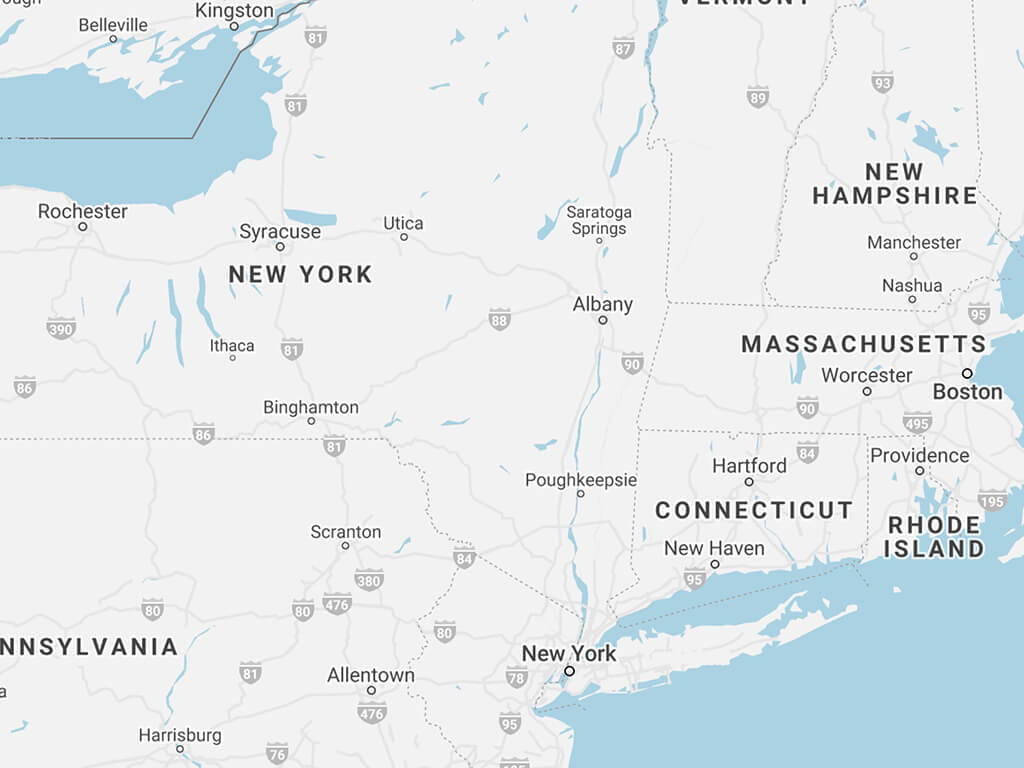 Kingston
Belleville
VERMONT
81
87
81
89
93
NEW
HAMPSHIRE
Rochester
Syracuse
Utica
Saratoga
Springs
Manchester
NEW YORK
Nashua
Albany
95
390
88
81
Ithaca
90
MASSACHUSETTS
86
Worcester
Boston
Binghamton
90
495
86
81
84
Providence
Hartford
Poughkeepsie
195
CONNECTICUT
RHODE
ISLAND
Scranton
84
New Haven
95
380
476
80
80
80
NNSYLVANIA
New York
81
Allentown
78
476
95
Harrisburg
76